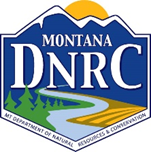 MONTANA
DNRC
MT DEPARTMENT OF NATURAL RESOURCES & CONSERVATION